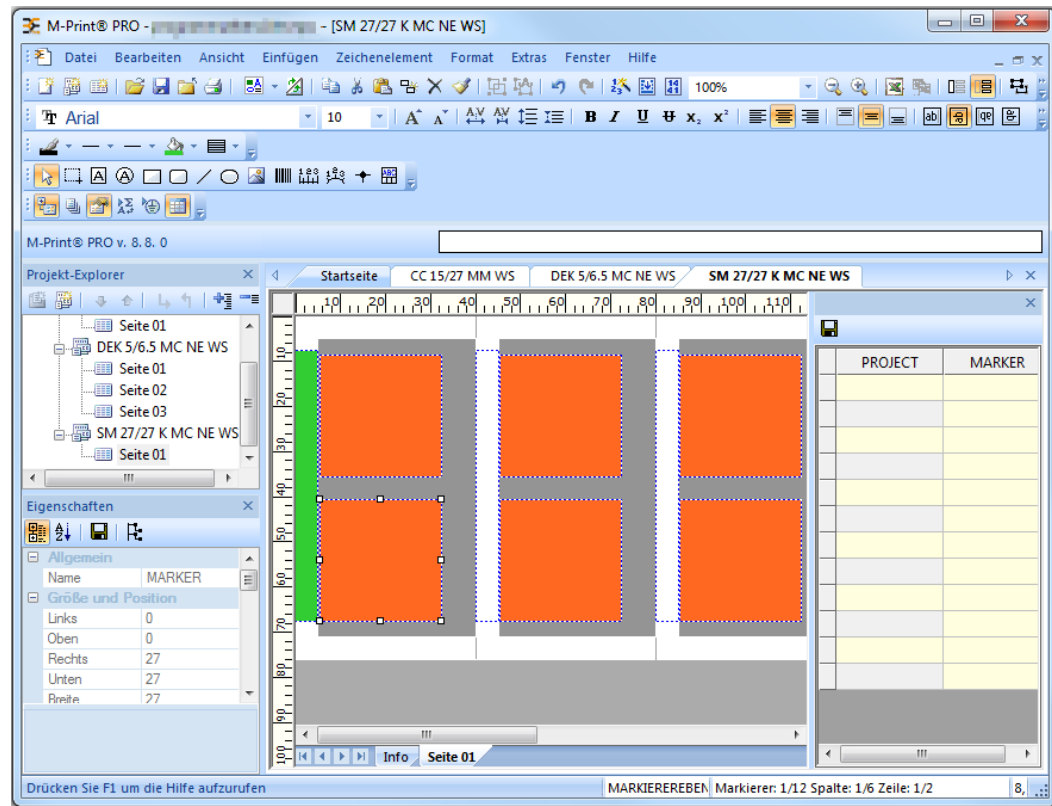 M-Print® PRO - - [SM 27/27 K MC NE WS]
Datei Bearbeiten Ansicht Einfügen Zeichenelement Format Extras Fenster Hilfe
100%
Arial 10 B I U
M-Print® PRO v. 8.8. 0
Projekt-Explorer
Startseite CC 15/27 MM WS DEK 5/6.5 MC NE WS SM 27/27 K MC NE WS
Seite 01
DEK 5/6.5 MC NE WS
Seite 01
Seite 02
Seite 03
SM 27/27 K MC NE WS
Seite 01
10 20 30 40 50 60 70 80 90 100 110
10
20
30
40
50
60
70
80
90
100
PROJECT MARKER
Eigenschaften
Allgemein
Name MARKER
Größe und Position
Links 0
Oben 0
Rechts 27
Unten 27
Breite 27
Info Seite 01
Drücken Sie F1 um die Hilfe aufzurufen MARKIEREREBEN Markierer: 1/12 Spalte: 1/6 Zeile: 1/2 8,